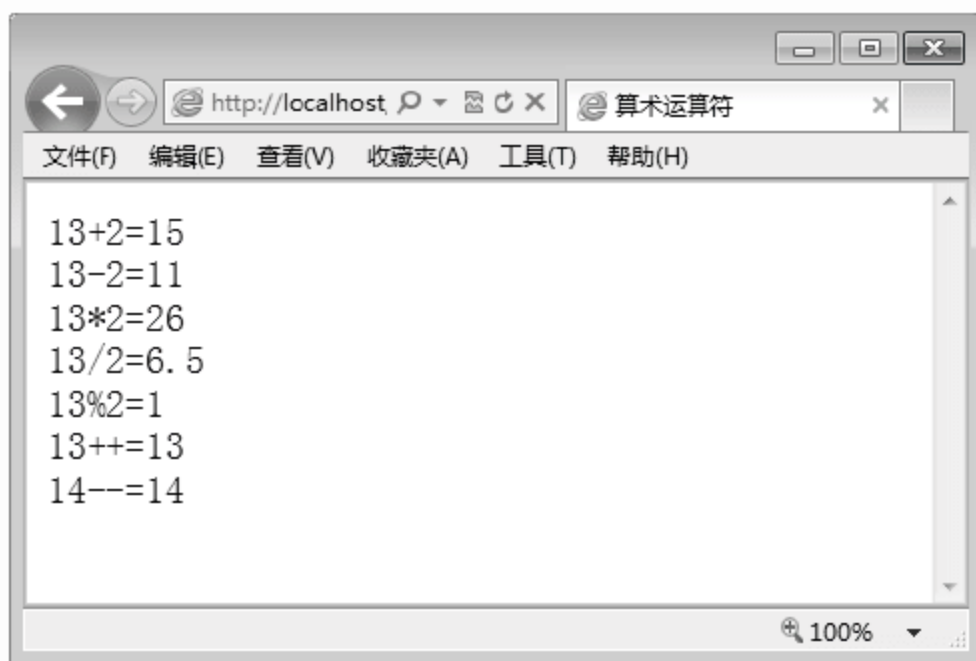 http://localhost
算术运算符
文件(F) 编辑(E) 查看(V) 收藏夹(A) 工具(T) 帮助(H)
13+2=15
13-2=11
13*2=26
13/2=6.5
13%2=1
13++=13
14--=14
100%